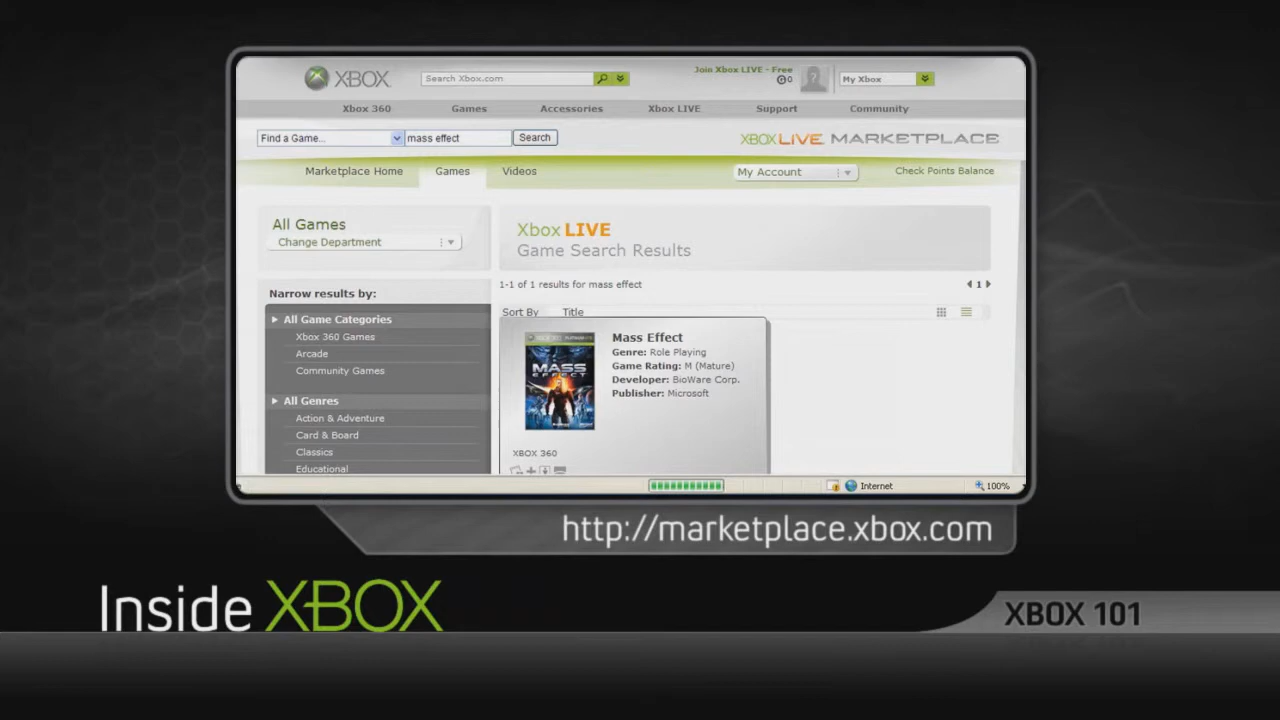 XBOX
Search Xbox.com
Join Xbox LIVE - Free
G 0
My Xbox
Xbox 360 Games Accessories Xbox LIVE Support Community
Find a Game... mass effect Search
XBOX LIVE MARKETPLACE
Marketplace Home Games Videos My Account Check Points Balance
All Games
Change Department
Xbox LIVE
Game Search Results
1-1 of 1 results for mass effect 1
Narrow results by:
Sort By Title
All Game Categories
Xbox 360 Games
Arcade
Community Games
All Genres
Action & Adventure
Card & Board
Classics
Educational
MASS
EFFECT
Mass Effect
Genre: Role Playing
Game Rating: M (Mature)
Developer: BioWare Corp.
Publisher: Microsoft
XBOX 360
Internet 100%
http://marketplace.xbox.com
Inside XBOX
XBOX 101